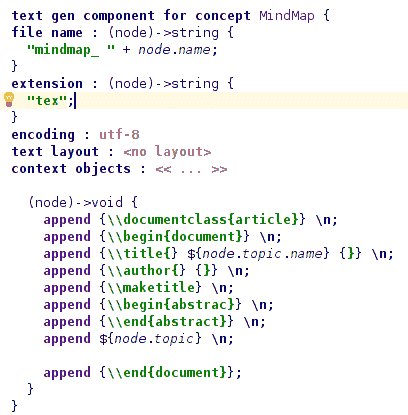 text gen component for concept MindMap {
file name : (node)->string {
"mindmap_ " + node.name;
}
extension : (node)->string {
"tex";
}
encoding : utf-8
text layout : <no layout>
context objects : << ... >>
(node)->void {
append {\\documentclass{article}} \n;
append {\\begin{document}} \n;
append {\\title{} ${node.topic.name} {}} \n;
append {\\author{} {}} \n;
append {\\maketitle} \n;
append {\\begin{abstrac}} \n;
append {\\end{abstract}} \n;
append ${node.topic} \n;
append {\\end{document}};
}
}